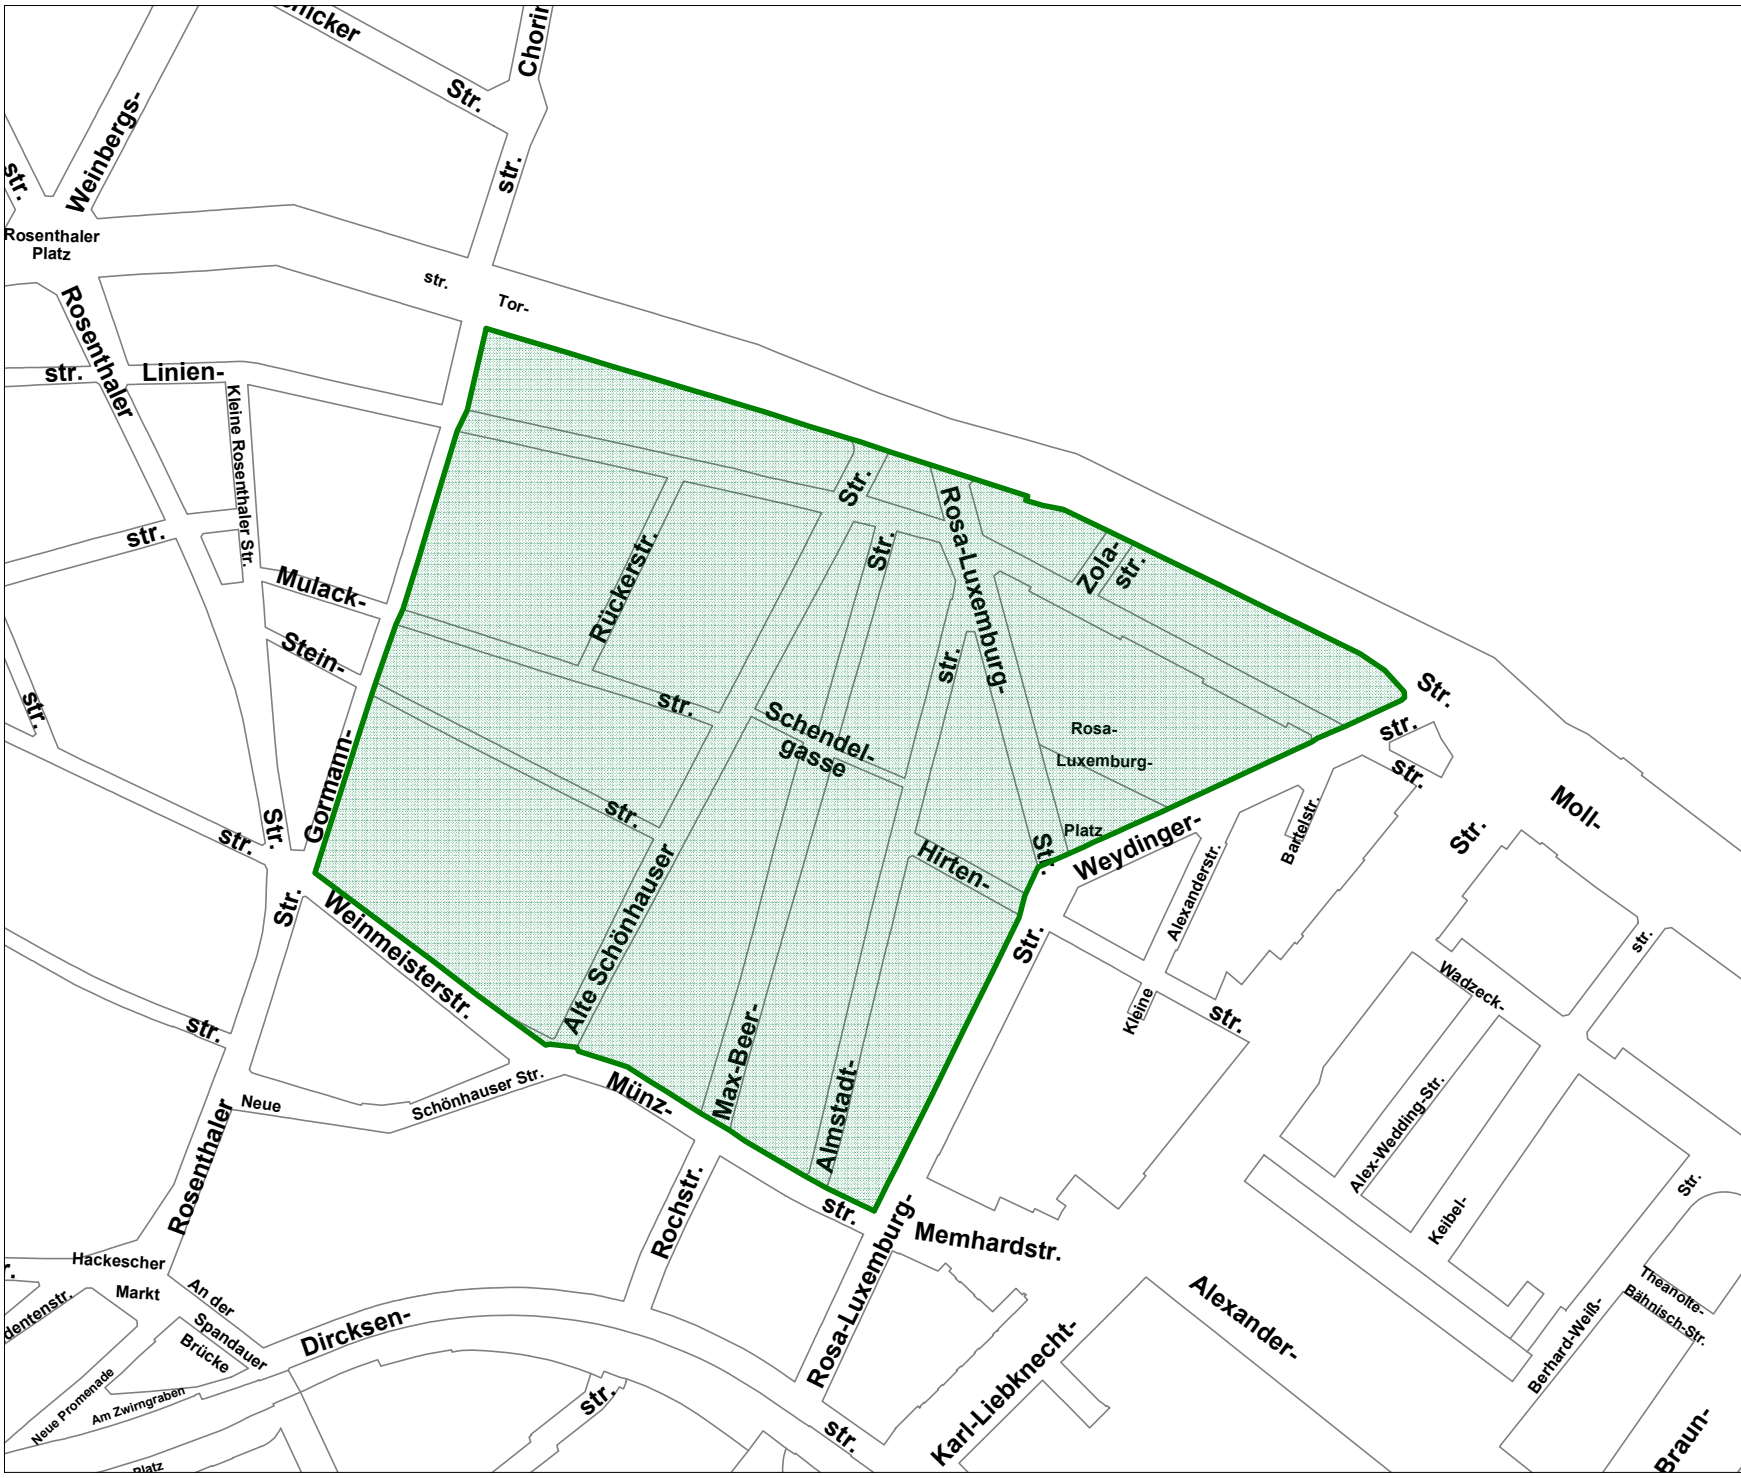 nicker
Str.
Chorin
str.
Weinbergs-
str.
Rosenthaler
Platz
str.
Tor-
Rosenthaler
str.
Linien-
Kleine Rosenthaler Str.
str.
Mulack-
Stein-
str.
Gormann-
Str.
str.
Str.
Rückerstr.
Str.
Str.
Rosa-Luxemburg-
Zola-
str.
str.
str.
Schendel-
gasse
str.
Rosa-
Luxemburg-
Platz
Str.
Hirten-
Weydinger-
Str.
str.
str.
Moll-
Str.
Bartelstr.
Alexanderstr.
Str.
Kleine
str.
str.
Wadzeck-
Weinmeisterstr.
Alte Schönhauser
Max-Beer-
Almstadt-
str.
Neue
Schönhauser Str.
Münz-
str.
Rochstr.
Rosa-Luxemburg-
Memhardstr.
Alex-Wedding-Str.
Keibel-
Str.
Theanolte-
Bähnisch-Str.
Berhard-Weiß-
Rosenthaler
Hackescher
Markt
An der
Spandauer
Brücke
r.
dentenstr.
Neue Promenade
Am Zwirngraben
Platz
Dircksen-
str.
str.
Karl-Liebknecht-
Alexander-
Braun-